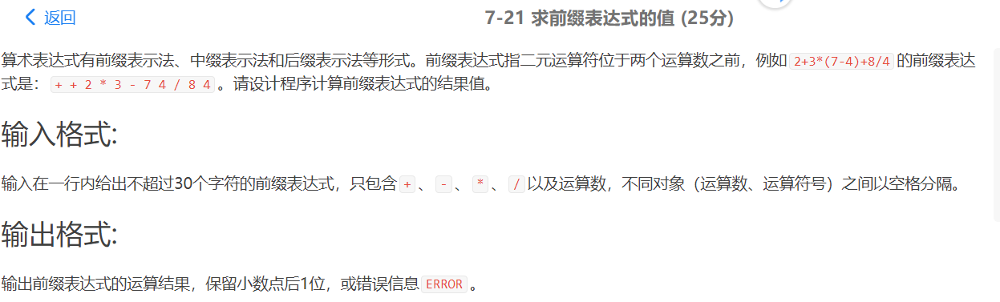 返回
7-21 求前缀表达式的值 (25分)
算术表达式有前缀表示法、中缀表示法和后缀表示法等形式。前缀表达式指二元运算符位于两个运算数之前，例如 2+3*(7-4)+8/4 的前缀表达
式是： + + 2 * 3 - 7 4 / 8 4 。请设计程序计算前缀表达式的结果值。
输入格式:
输入在一行内给出不超过30个字符的前缀表达式，只包含 + 、 - 、 * 、 / 以及运算数，不同对象（运算数、运算符号）之间以空格分隔。
输出格式:
输出前缀表达式的运算结果，保留小数点后1位，或错误信息 ERROR 。